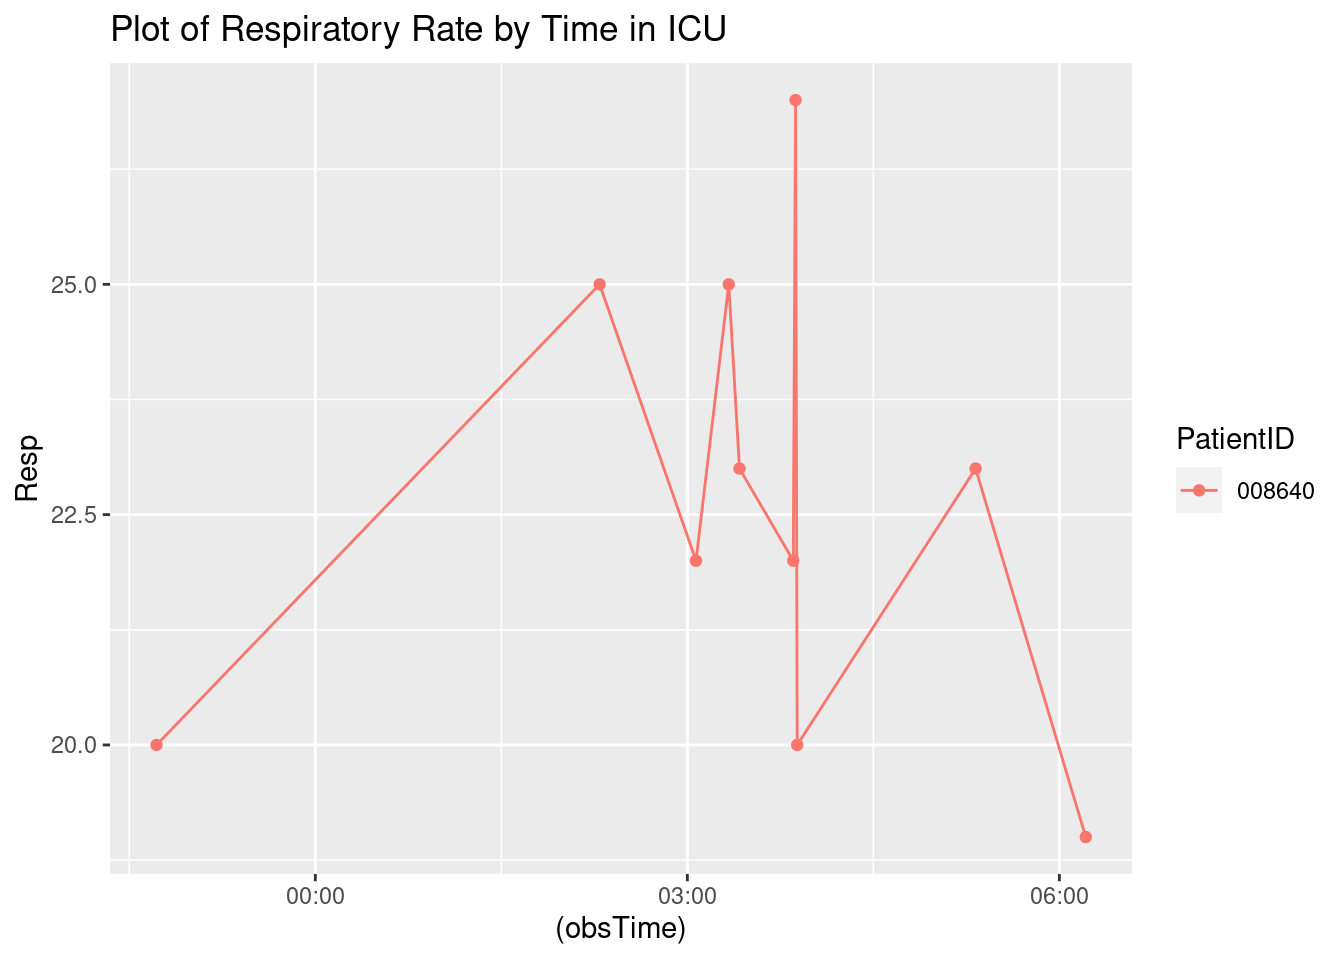 Plot of Respiratory Rate by Time in ICU
Resp
25.0
22.5
20.0
00:00 03:00 06:00
(obsTime)
PatientID
008640